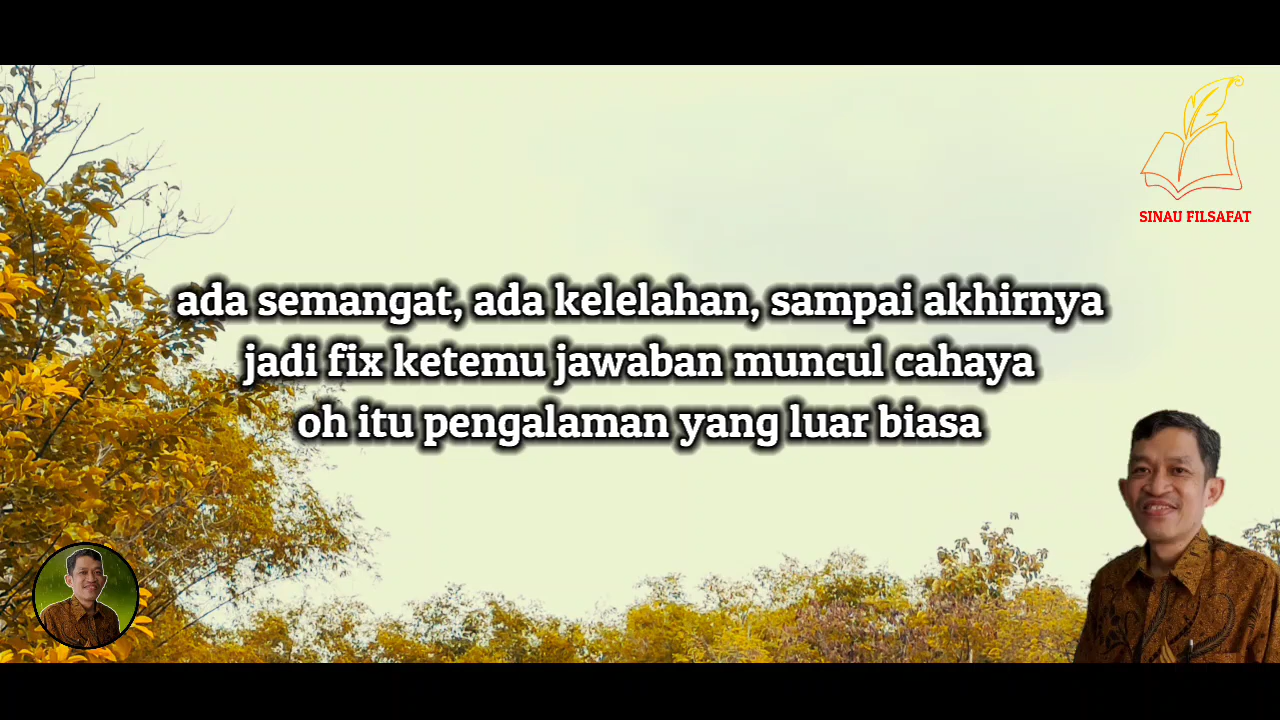 SINAU FILSAFAT
ada semangat, ada kelelahan, sampai akhirnya
jadi fix ketemu jawaban muncul cahaya
oh itu pengalaman yang luar biasa